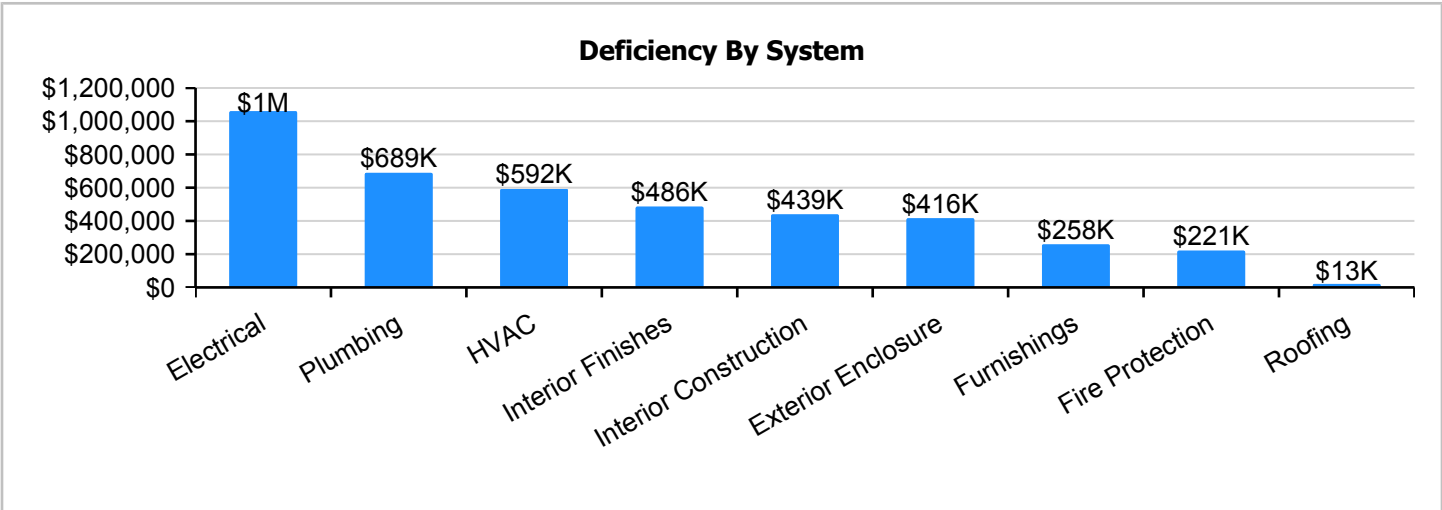 Deficiency By System
$1,200,000
$1,000,000
$800,000
$600,000
$400,000
$200,000
$0
$1M
$689K
$592K
$486K
$439K
$416K
$258K
$221K
$13K
Electrical
Plumbing
HVAC
Interior Finishes
Interior Construction
Exterior Enclosure
Furnishings
Fire Protection
Roofing